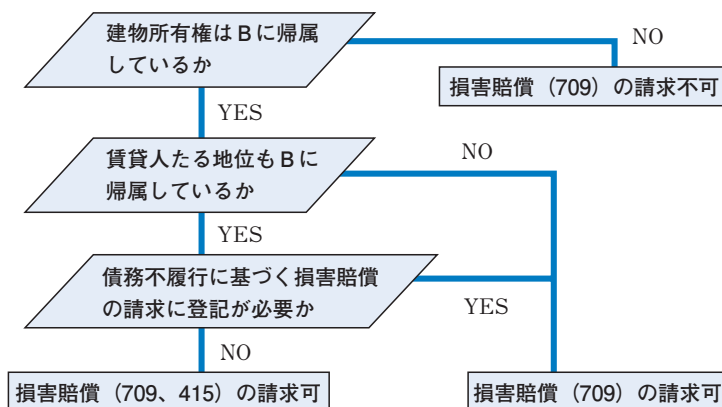 建物所有権はBに帰属
しているか
NO
損害賠償（709）の請求不可
YES
賃貸人たる地位もBに
帰属しているか
NO
YES
債務不履行に基づく損害賠償
の請求に登記が必要か
YES
NO
損害賠償（709、415）の請求可
損害賠償（709）の請求可